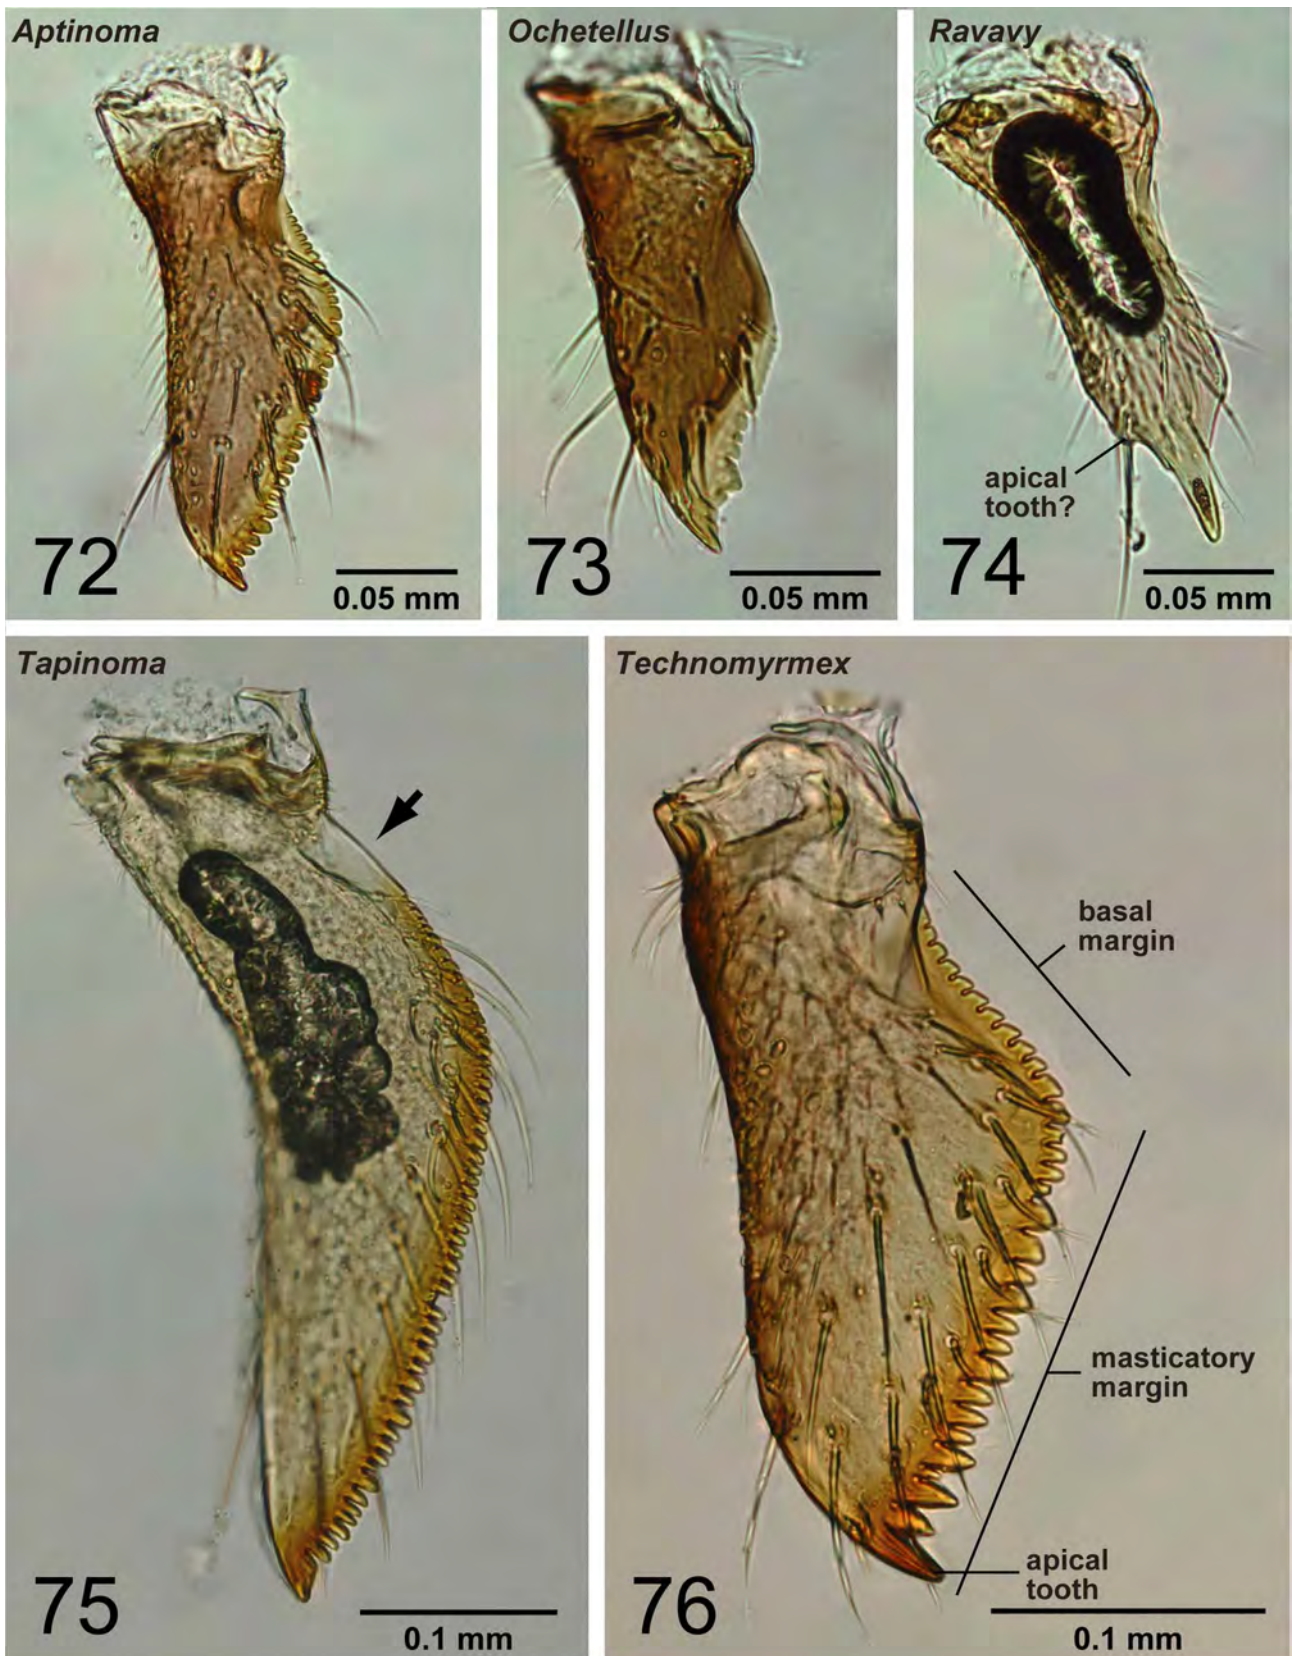 Aptinoma
72
0.05 mm
Ochetellus
73
0.05 mm
Ravavy
apical
tooth?
74
0.05 mm
Tapinoma
75
0.1 mm
Technomyrmex
basal
margin
masticatory
margin
apical
tooth
76
0.1 mm